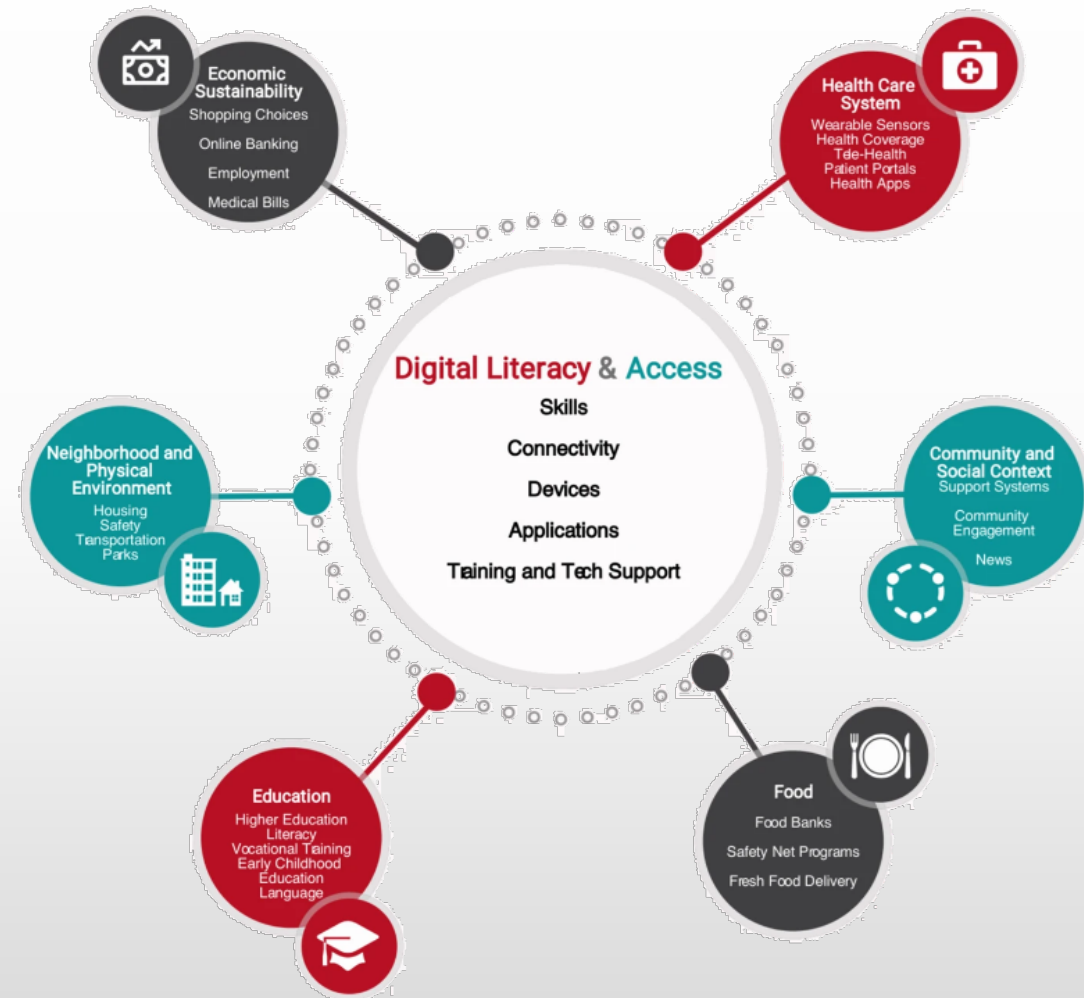 Economic
Sustainability
Shopping Choices
Online Banking
Employment
Medical Bills
Health Care
System
Wearable Sensors
Health Coverage
Tele-Health
Patient Portals
Health Apps
Digital Literacy & Access
Skills
Connectivity
Devices
Applications
Training and Tech Support
Neighborhood and
Physical
Environment
Housing
Safety
Transportation
Parks
Community and
Social Context
Support Systems
Community
Engagement
News
Education
Higher Education
Literacy
Vocational Training
Early Childhood
Education
Language
Food
Food Banks
Safety Net Programs
Fresh Food Delivery